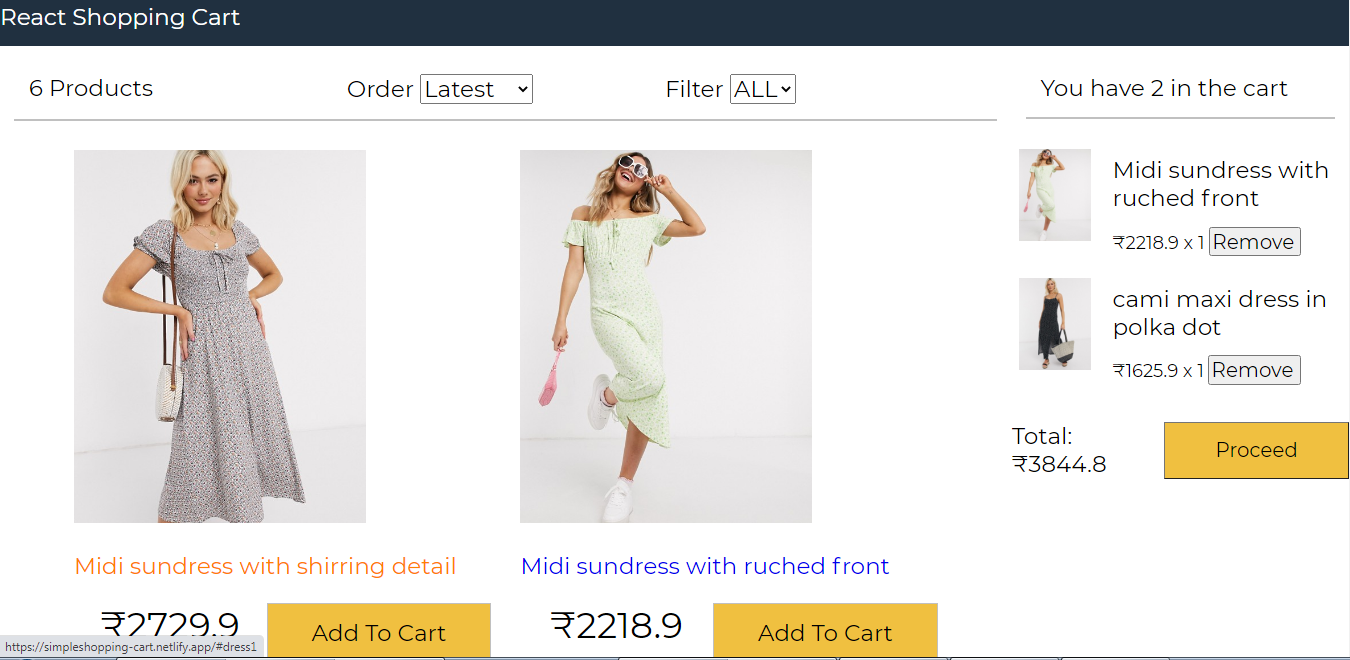 React Shopping Cart
6 Products
Order Latest
Filter ALL
You have 2 in the cart
Midi sundress with
ruched front
₹2218.9 x 1 Remove
cami maxi dress in
polka dot
₹1625.9 x 1 Remove
Total:
₹3844.8
Proceed
Midi sundress with shirring detail
₹2729.9
Add To Cart
Midi sundress with ruched front
₹2218.9
Add To Cart
https://simpleshopping-cart.netlify.app/#dress1